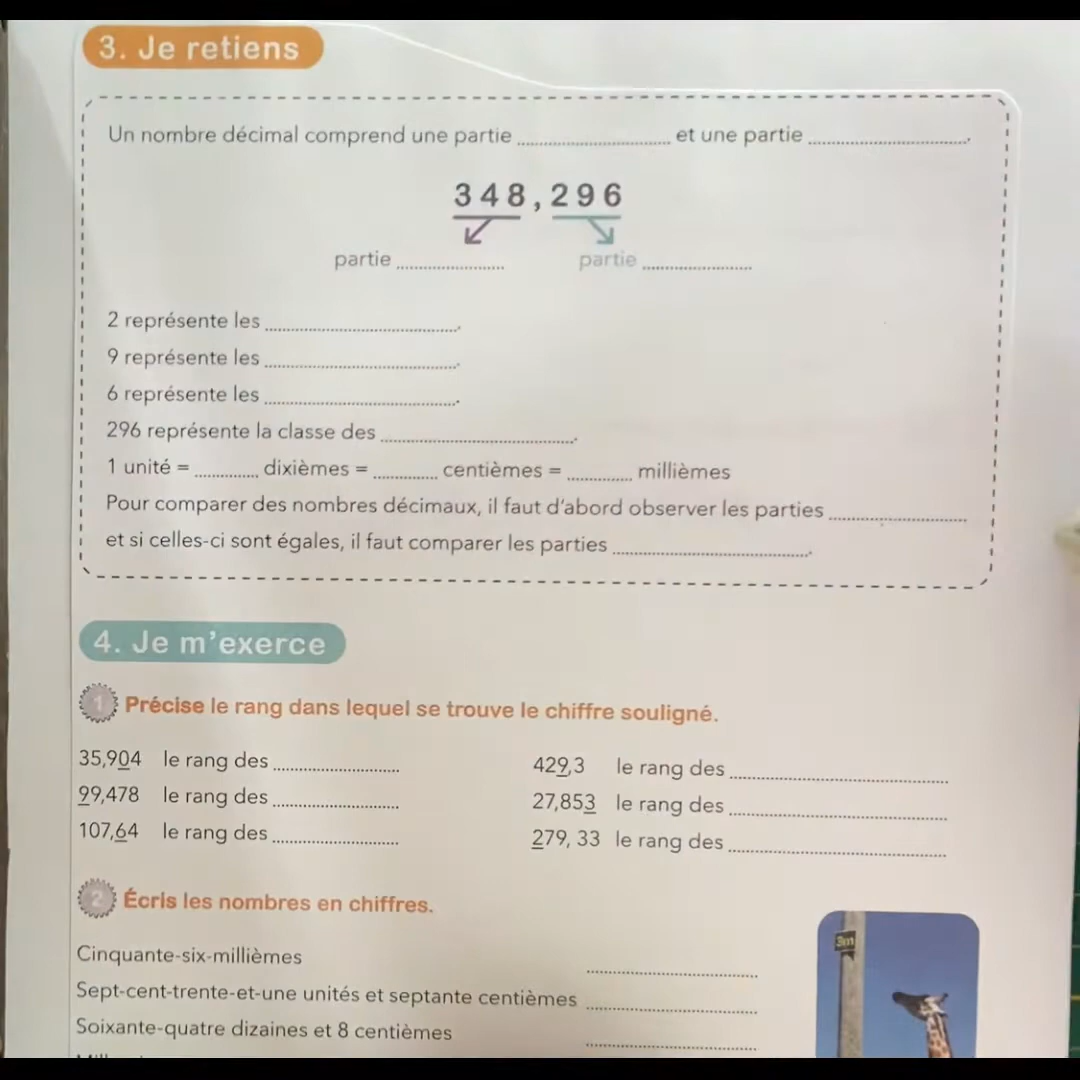 3. Je retiens
Un nombre décimal comprend une partie .......... et une partie ..........
348,296
partie .......... partie ..........
2 représente les ..........
9 représente les ..........
6 représente les ..........
296 représente la classe des ..........
1 unité = .......... dixièmes = .......... centièmes = .......... millièmes
Pour comparer des nombres décimaux, il faut d'abord observer les parties ..........
et si celles-ci sont égales, il faut comparer les parties ..........
4. Je m'exerce
1 Précise le rang dans lequel se trouve le chiffre souligné.
35,904 le rang des .......... 429,3 le rang des ..........
99,478 le rang des .......... 27,853 le rang des ..........
107,64 le rang des .......... 279, 33 le rang des ..........
2 Écris les nombres en chiffres.
3m
Cinquante-six-millièmes ..........
Sept-cent-trente-et-une unités et septante centièmes ..........
Soixante-quatre dizaines et 8 centièmes ..........